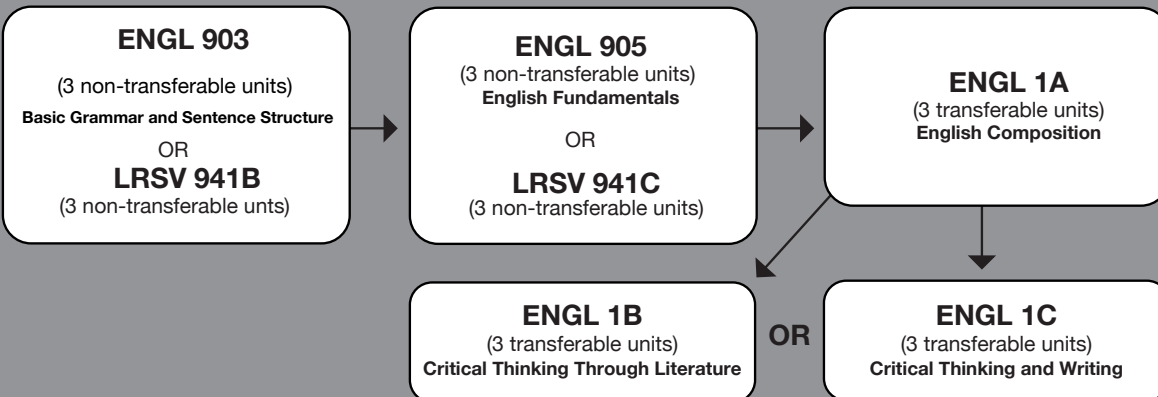 ENGL 903
(3 non-transferable units)
Basic Grammar and Sentence Structure
OR
LRSV 941B
(3 non-transferable unts)
ENGL 905
(3 non-transferable units)
English Fundamentals
OR
LRSV 941C
(3 non-transferable units)
ENGL 1A
(3 transferable units)
English Composition
ENGL 1B
(3 transferable units)
Critical Thinking Through Literature
OR
ENGL 1C
(3 transferable units)
Critical Thinking and Writing